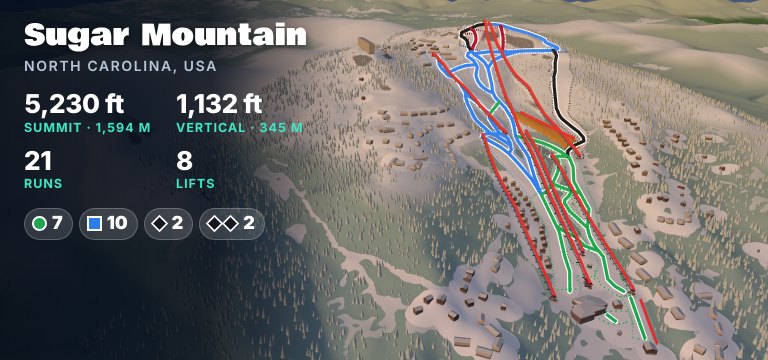 Sugar Mountain
NORTH CAROLINA, USA
5,230 ft 1,132 ft
SUMMIT · 1,594 M VERTICAL · 345 M
21 8
RUNS LIFTS
7 10 2 2